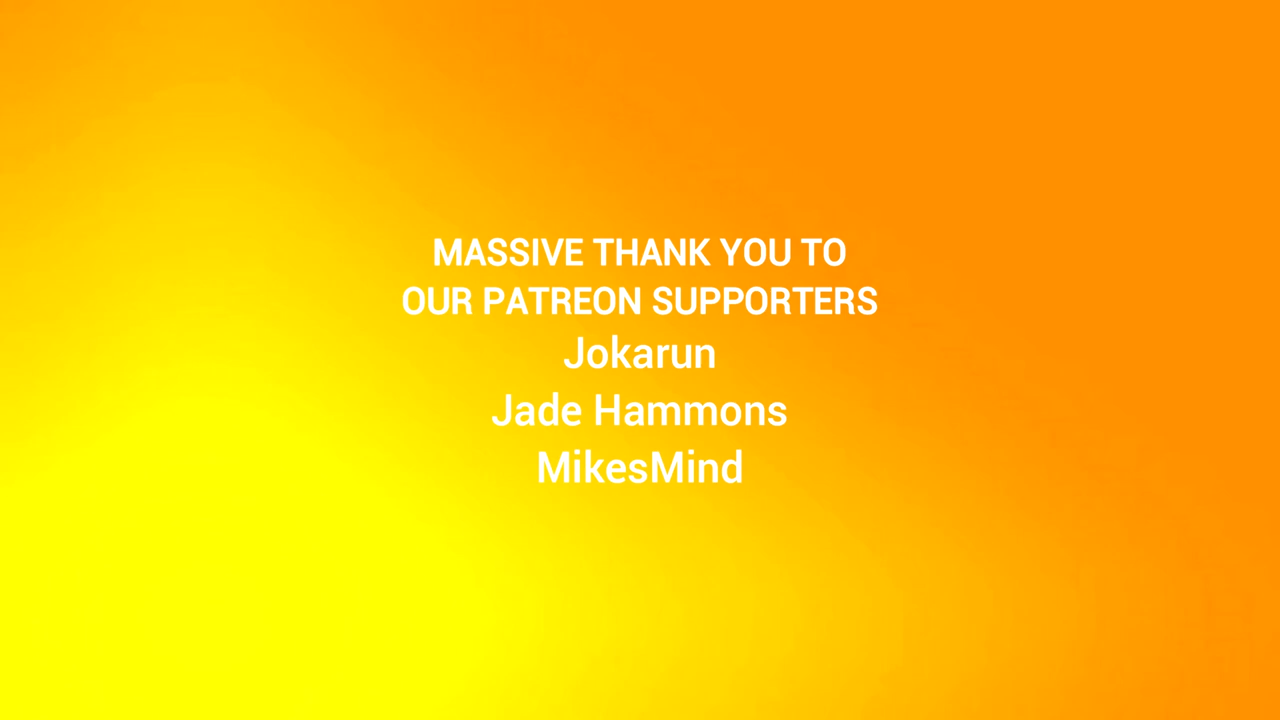 MASSIVE THANK YOU TO
OUR PATREON SUPPORTERS
Jokarun
Jade Hammons
MikesMind